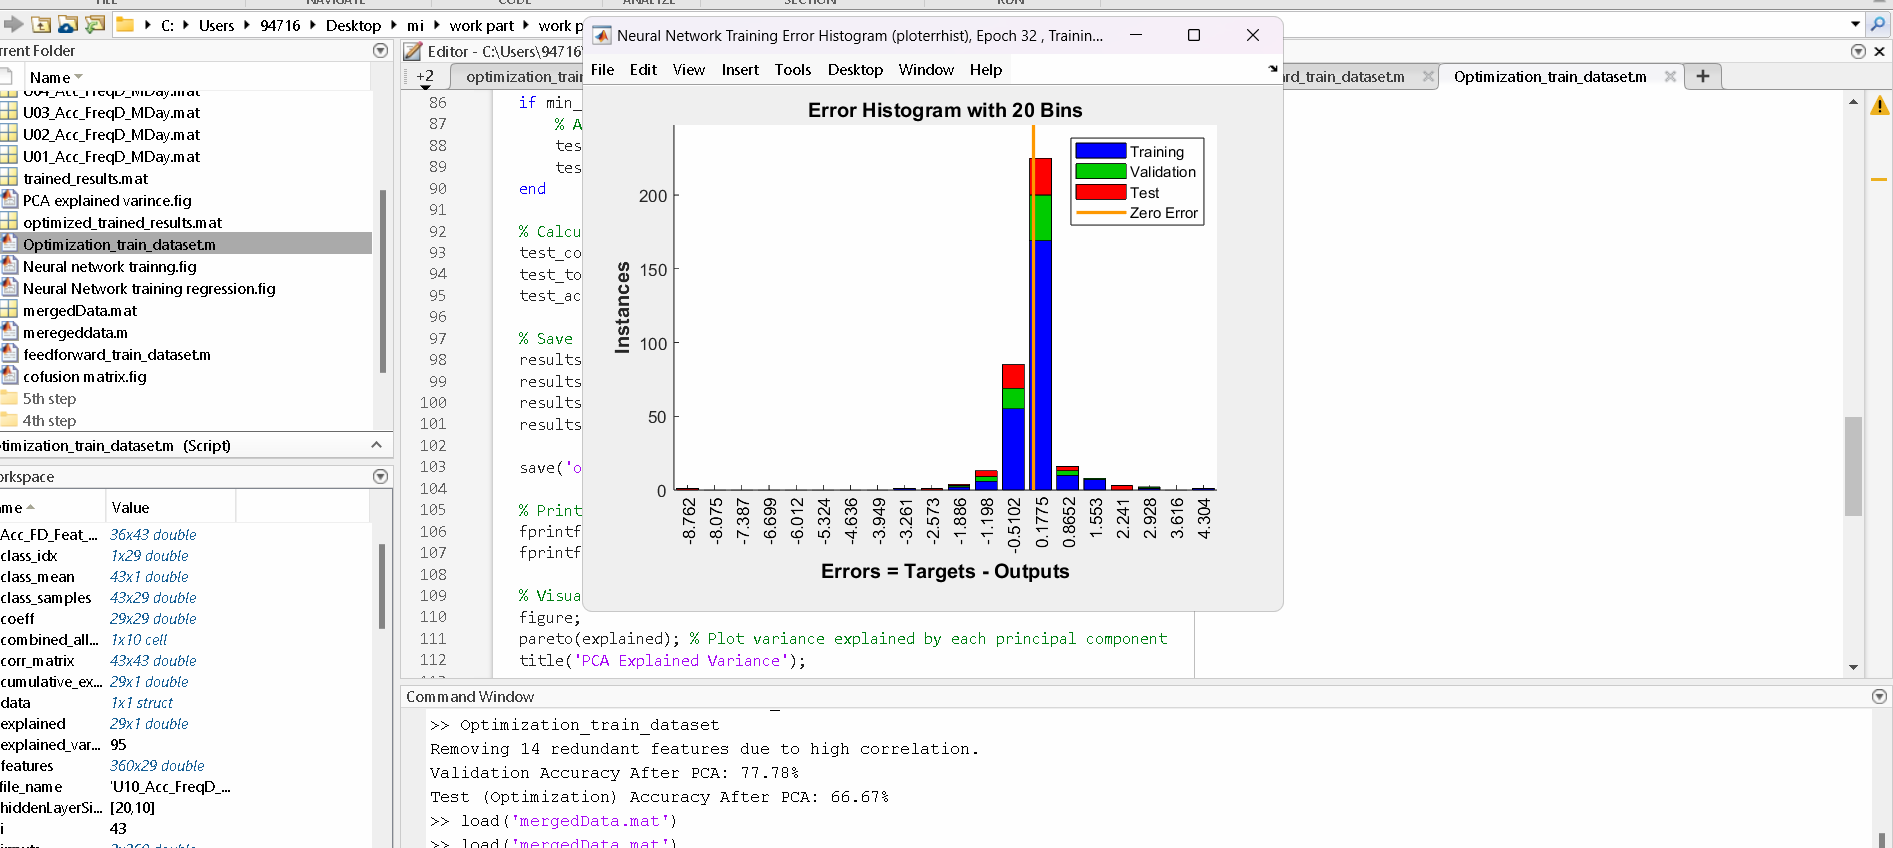 FILE NAVIGATE CODE ANALYZE SECTION RUN
C: Users 94716 Desktop mi work part work p
rrent Folder
Name
U04_Acc_FreqD_MDay.mat
U03_Acc_FreqD_MDay.mat
U02_Acc_FreqD_MDay.mat
U01_Acc_FreqD_MDay.mat
trained_results.mat
PCA explained varince.fig
optimized_trained_results.mat
Optimization_train_dataset.m
Neural network trainng.fig
Neural Network training regression.fig
mergedData.mat
meregeddata.m
feedforward_train_dataset.m
cofusion matrix.fig
5th step
4th step
timization_train_dataset.m (Script)
orkspace
me Value
Acc_FD_Feat_... 36x43 double
class_idx 1x29 double
class_mean 43x1 double
class_samples 43x29 double
coeff 29x29 double
combined_all... 1x10 cell
corr_matrix 43x43 double
cumulative_ex... 29x1 double
data 1x1 struct
explained 29x1 double
explained_var... 95
features 360x29 double
file_name 'U10_Acc_FreqD_...
hiddenLayerSi... [20,10]
i 43
Editor - C:\Users\94716\
+2 optimization_trai rd_train_dataset.m Optimization_train_dataset.m +
86 if min_
87 % A
88 tes
89 tes
90 end
91
92 % Calcu
93 test_co
94 test_to
95 test_ac
96
97 % Save
98 results
99 results
100 results
101 results
102
103 save('o
104
105 % Print
106 fprintf
107 fprintf
108
109 % Visua
110 figure;
111 pareto(explained); % Plot variance explained by each principal component
112 title('PCA Explained Variance');
Neural Network Training Error Histogram (ploterrhist), Epoch 32 , Trainin...
File Edit View Insert Tools Desktop Window Help
Error Histogram with 20 Bins
Training
Validation
Test
Zero Error
Instances
200
150
100
50
0
-8.762 -8.075 -7.387 -6.699 -6.012 -5.324 -4.636 -3.949 -3.261 -2.573 -1.886 -1.198 -0.5102 0.1775 0.8652 1.553 2.241 2.928 3.616 4.304
Errors = Targets - Outputs
Command Window
>> Optimization_train_dataset
Removing 14 redundant features due to high correlation.
Validation Accuracy After PCA: 77.78%
Test (Optimization) Accuracy After PCA: 66.67%
>> load('mergedData.mat')
>> load('mergedData.mat')